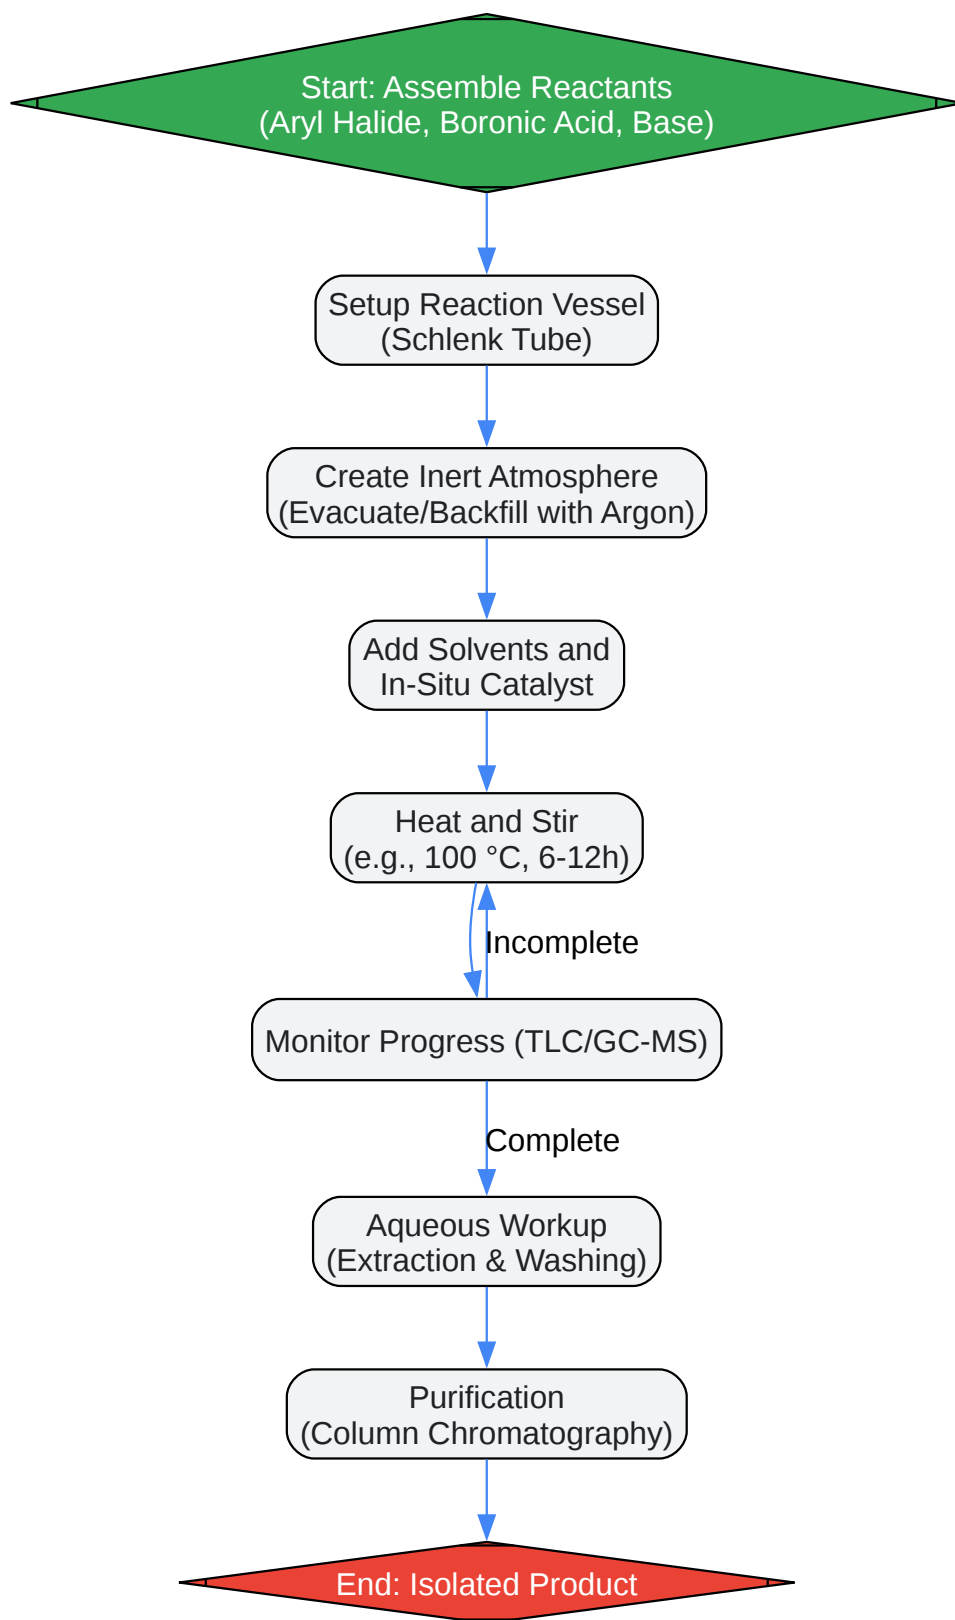 Start: Assemble Reactants
(Aryl Halide, Boronic Acid, Base)
Setup Reaction Vessel
(Schlenk Tube)
Create Inert Atmosphere
(Evacuate/Backfill with Argon)
Add Solvents and
In-Situ Catalyst
Heat and Stir
(e.g., 100 °C, 6-12h)
Incomplete
Monitor Progress (TLC/GC-MS)
Complete
Aqueous Workup
(Extraction & Washing)
Purification
(Column Chromatography)
End: Isolated Product